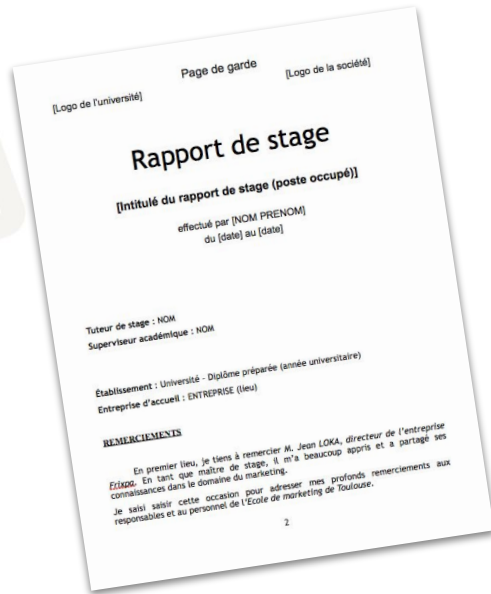 Page de garde
[Logo de l'université] [Logo de la société]
Rapport de stage
[Intitulé du rapport de stage (poste occupé)]
effectué par [NOM PRENOM]
du [date] au [date]
Tuteur de stage : NOM
Superviseur académique : NOM
Établissement : Université - Diplôme préparée (année universitaire)
Entreprise d'accueil : ENTREPRISE (lieu)
REMERCIEMENTS
En premier lieu, je tiens à remercier M. Jean LOKA, directeur de l'entreprise
Frixpa. En tant que maître de stage, il m'a beaucoup appris et a partagé ses
connaissances dans le domaine du marketing.
Je saisi saisir cette occasion pour adresser mes profonds remerciements aux
responsables et au personnel de l'Ecole de marketing de Toulouse.
2